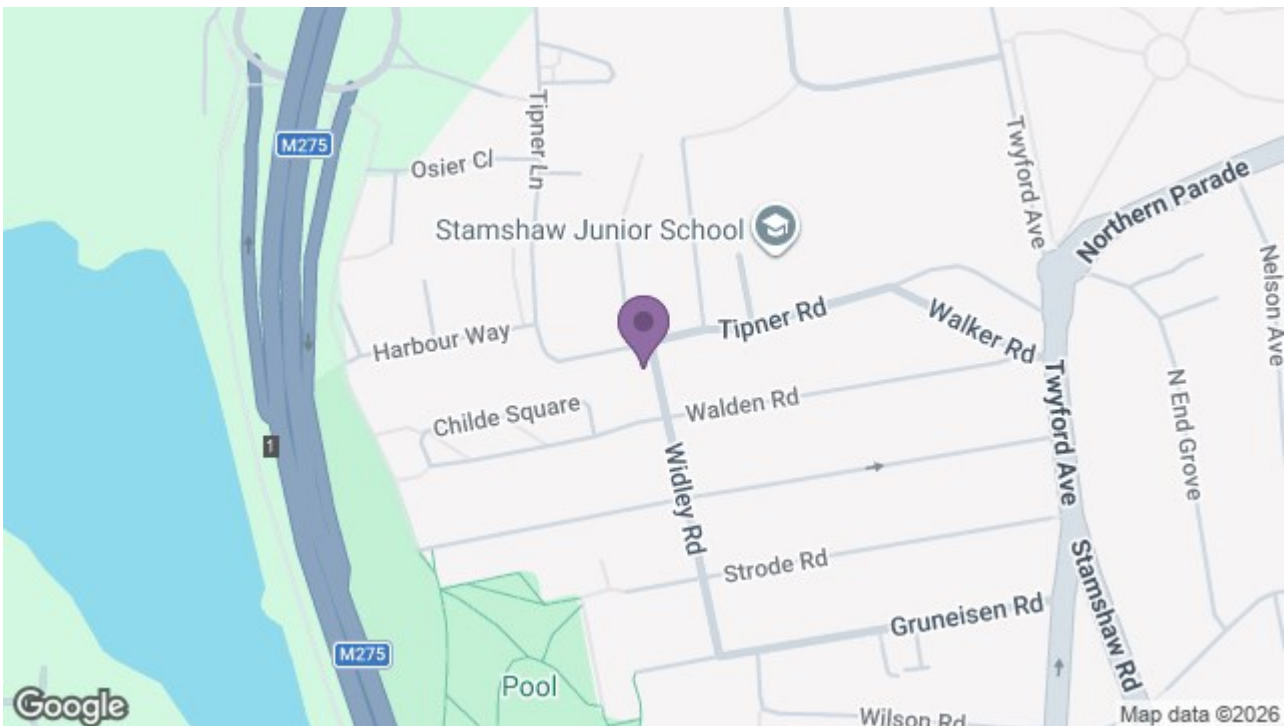 M275
Tipner Ln
Osier Cl
Twyford Ave
Northern Parade
Nelson Ave
Stamshaw Junior School
Harbour Way
Tipner Rd
Walker Rd
Childe Square
Walden Rd
N End Grove
1
Widley Rd
Twyford Ave
Strode Rd
Stamshaw Rd
Gruneisen Rd
M275
Pool
Wilson Rd
Google
Map data ©2026